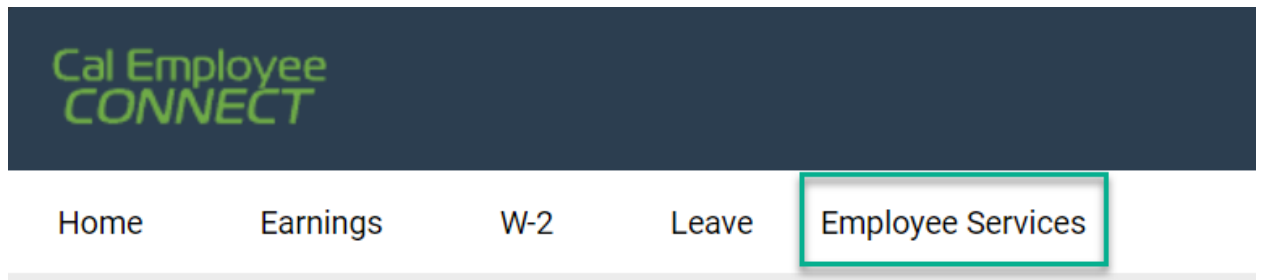 Cal Employee
CONNECT
Home Earnings W-2 Leave Employee Services